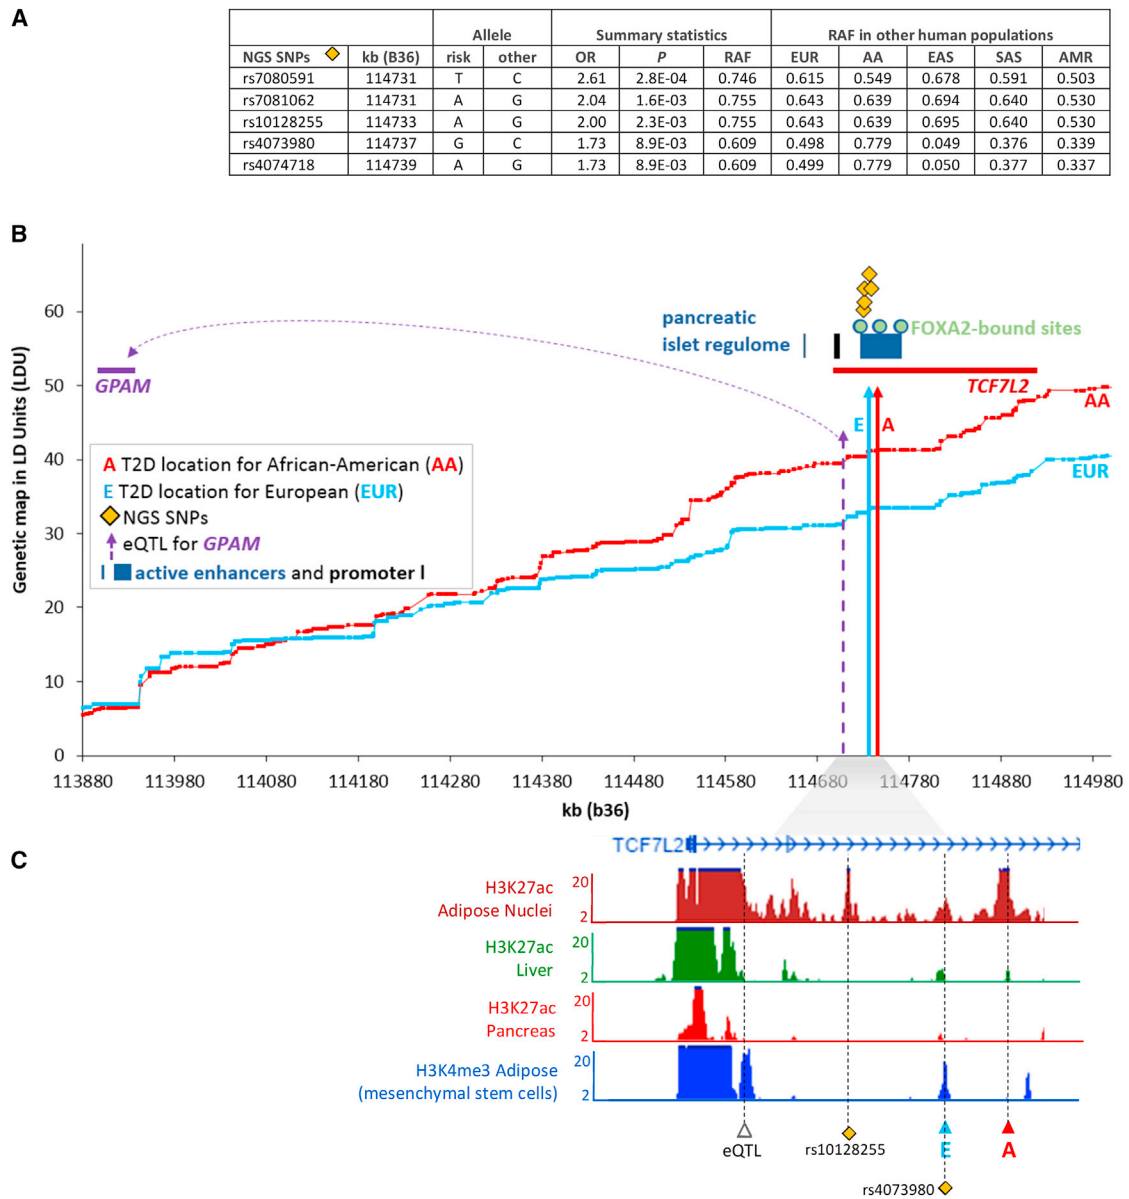 A
Allele Summary statistics RAF in other human populations
NGS SNPs kb (B36) risk other OR P RAF EUR AA EAS SAS AMR
rs7080591 114731 T C 2.61 2.8E-04 0.746 0.615 0.549 0.678 0.591 0.503
rs7081062 114731 A G 2.04 1.6E-03 0.755 0.643 0.639 0.694 0.640 0.530
rs10128255 114733 A G 2.00 2.3E-03 0.755 0.643 0.639 0.695 0.640 0.530
rs4073980 114737 G C 1.73 8.9E-03 0.609 0.498 0.779 0.049 0.376 0.339
rs4074718 114739 A G 1.73 8.9E-03 0.609 0.499 0.779 0.050 0.377 0.337
B
Genetic map in LD Units (LDU)
60
50
40
30
20
10
0
pancreatic
islet regulome
FOXA2-bound sites
GPAM
TCF7L2
AA
EUR
E
A
A T2D location for African-American (AA)
E T2D location for European (EUR)
NGS SNPs
eQTL for GPAM
active enhancers and promoter
113880 113980 114080 114180 114280 114380 114480 114580 114680 114780 114880 114980
kb (b36)
C
TCF7L2
H3K27ac
Adipose Nuclei
20
2
H3K27ac
Liver
20
2
H3K27ac
Pancreas
20
2
H3K4me3 Adipose
(meschymal stem cells)
20
2
eQTL
rs10128255
E
A
rs4073980